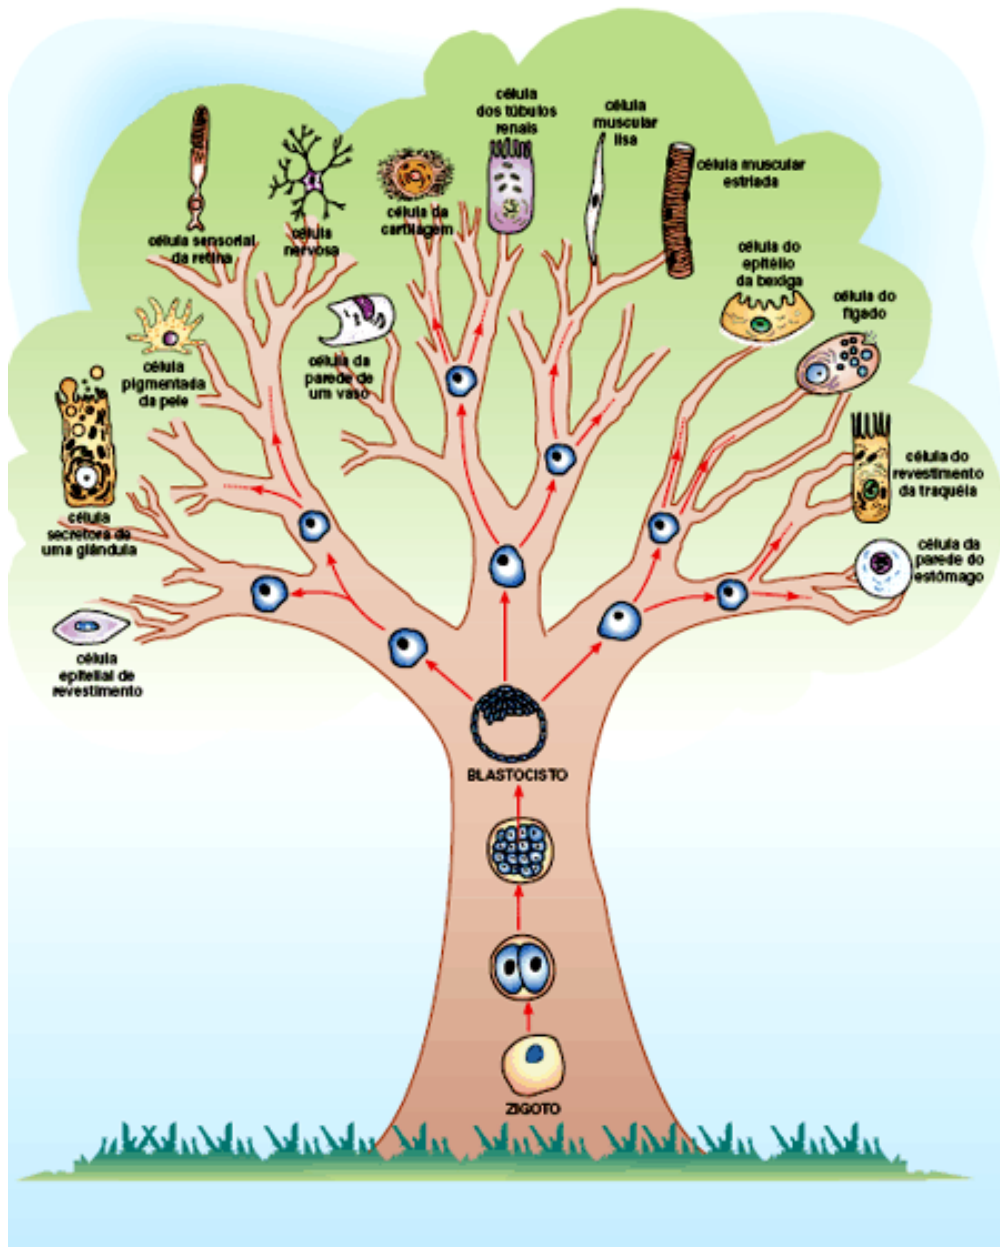 célula
dos túbulos
renais
célula
muscular
lisa
célula muscular
estriada
célula sensorial
da retina
célula
nervosa
célula da
cartilagem
célula do
epitélio
da bexiga
célula do
fígado
célula
pigmentada
da pele
célula da
parede de
um vaso
célula do
revestimento
da traquéia
célula
secretora de
uma glândula
célula da
parede do
estômago
célula
epitelial de
revestimento
BLASTOCISTO
ZIGOTO